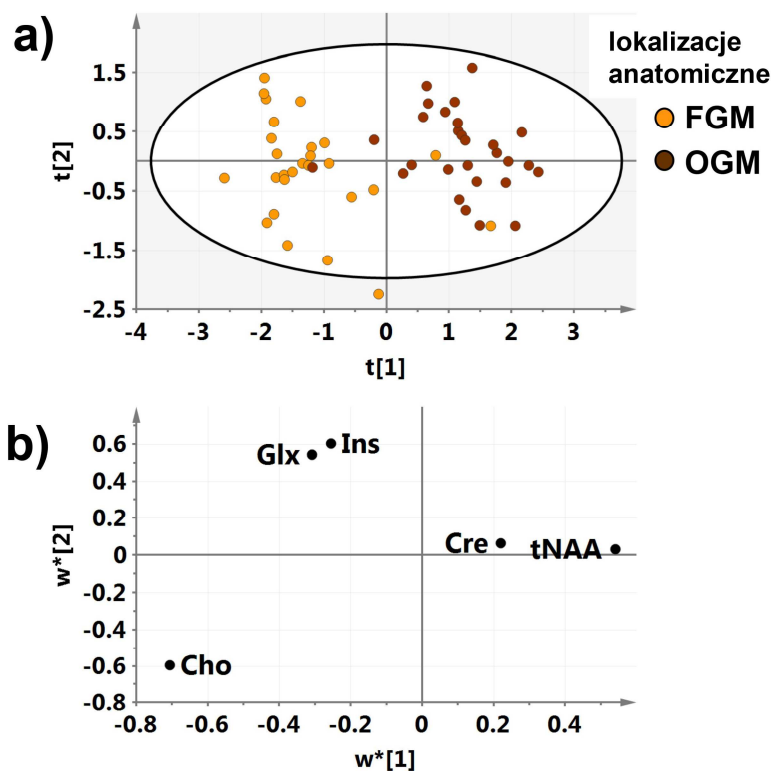 a)
lokalizacje
anatomiczne
FGM
OGM
1.5
0.5
-0.5
-1.5
-2.5
t[2]
-4 -3 -2 -1 0 1 2 3
t[1]
b)
0.6
0.4
0.2
0
-0.2
-0.4
-0.6
-0.8
w*[2]
Glx Ins
Cre tNAA
Cho
-0.8 -0.6 -0.4 -0.2 0 0.2 0.4
w*[1]